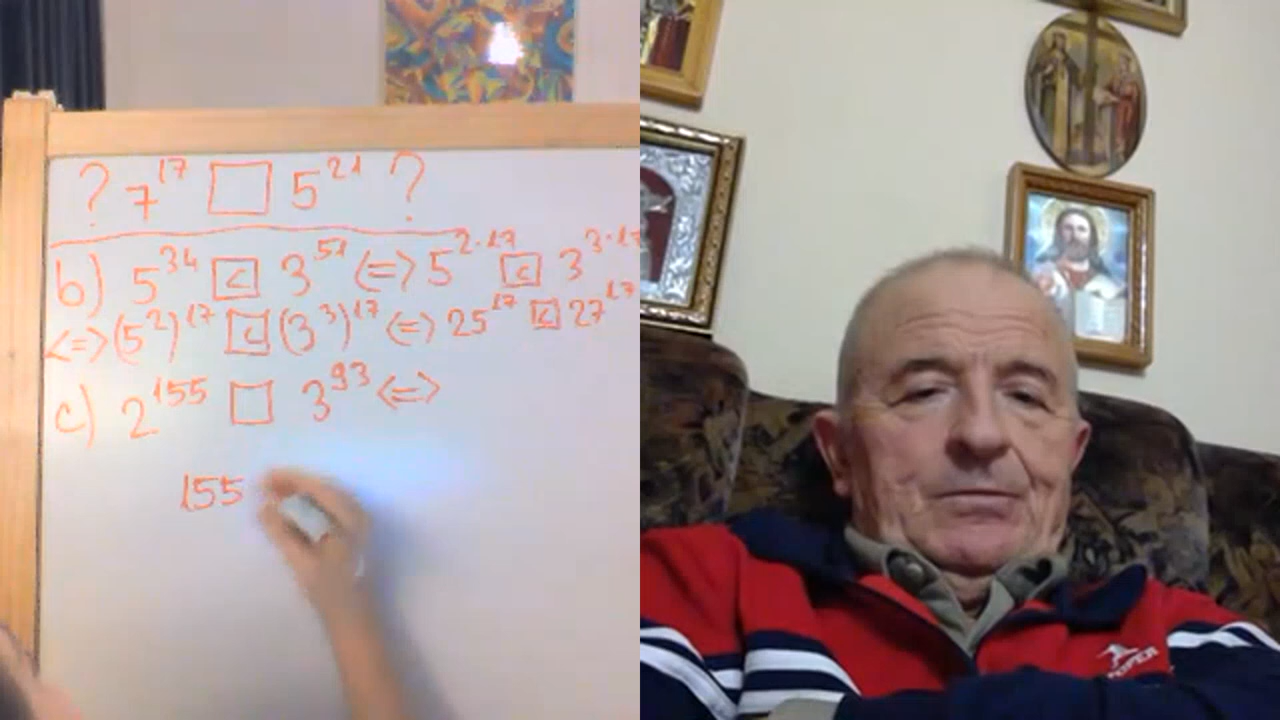 ? 7^17 □ 5^21 ?
b) 5^34 < 3^51 <=> 5^2·17 < 3^3·17
<=> (5^2)^17 < (3^3)^17 <=> 25^17 < 27^17
c) 2^155 □ 3^93 <=>
155